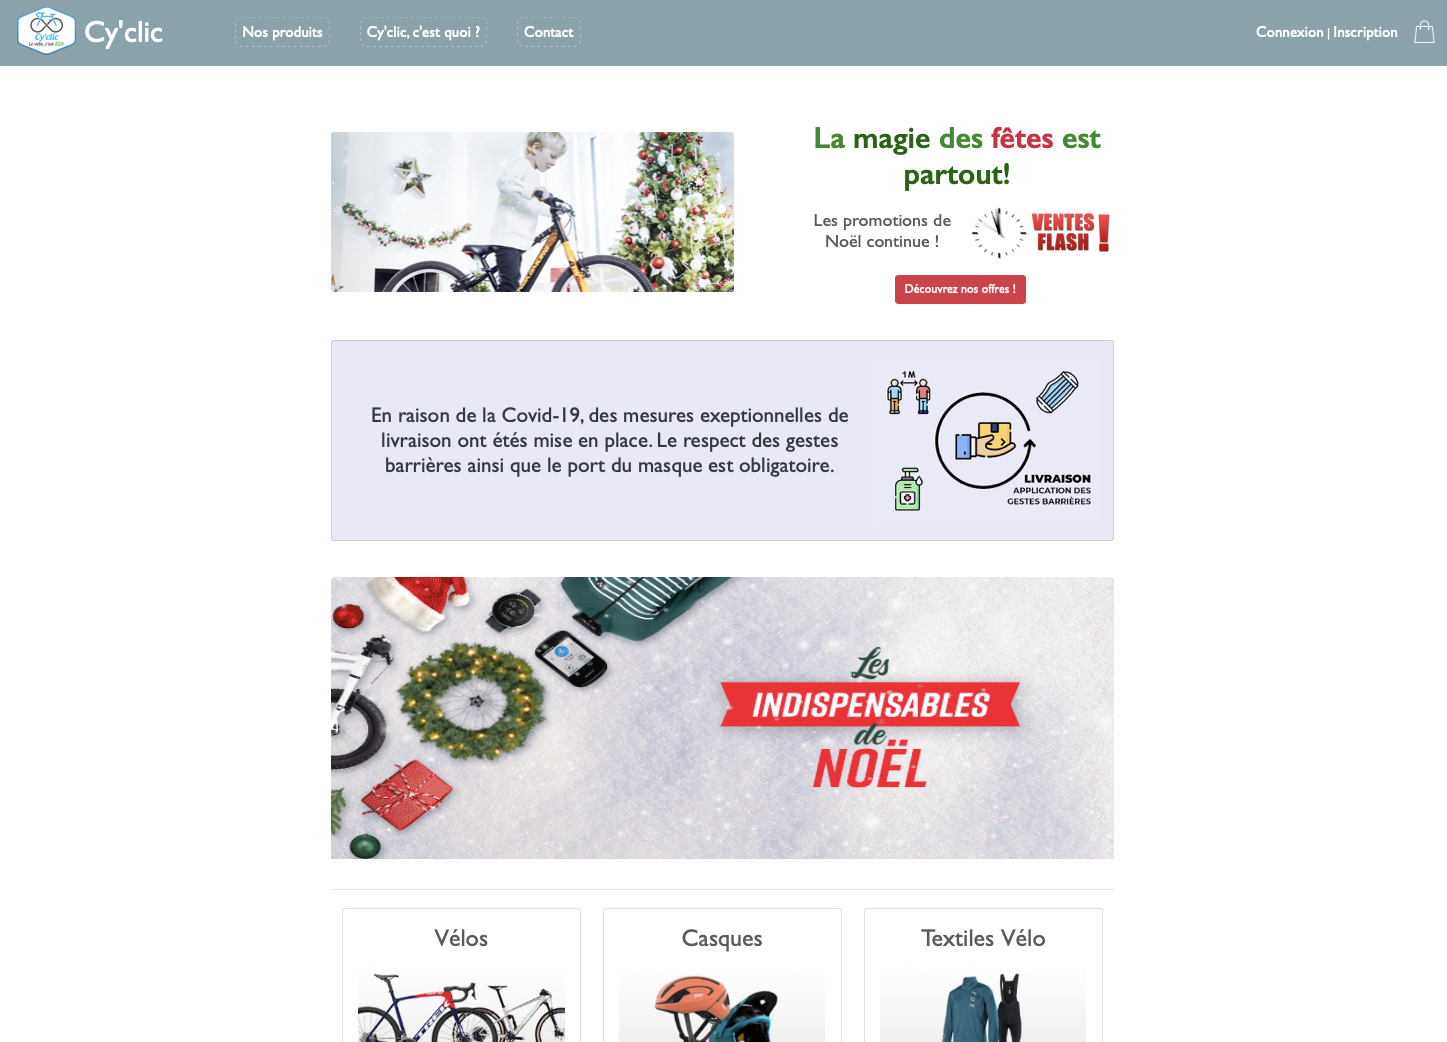 Cy'clic
Le vélo, c'est ÉCO
Cy'clic
Nos produits
Cy'clic, c'est quoi ?
Contact
Connexion | Inscription
La magie des fêtes est
partout!
Les promotions de
Noël continue !
VENTES
FLASH !
Découvrez nos offres !
En raison de la Covid-19, des mesures exeptionnelles de
livraison ont étés mise en place. Le respect des gestes
barrières ainsi que le port du masque est obligatoire.
1 M
LIVRAISON
APPLICATION DES
GESTES BARRIÈRES
Les
INDISPENSABLES
de
NOËL
Vélos
Casques
Textiles Vélo
TREK